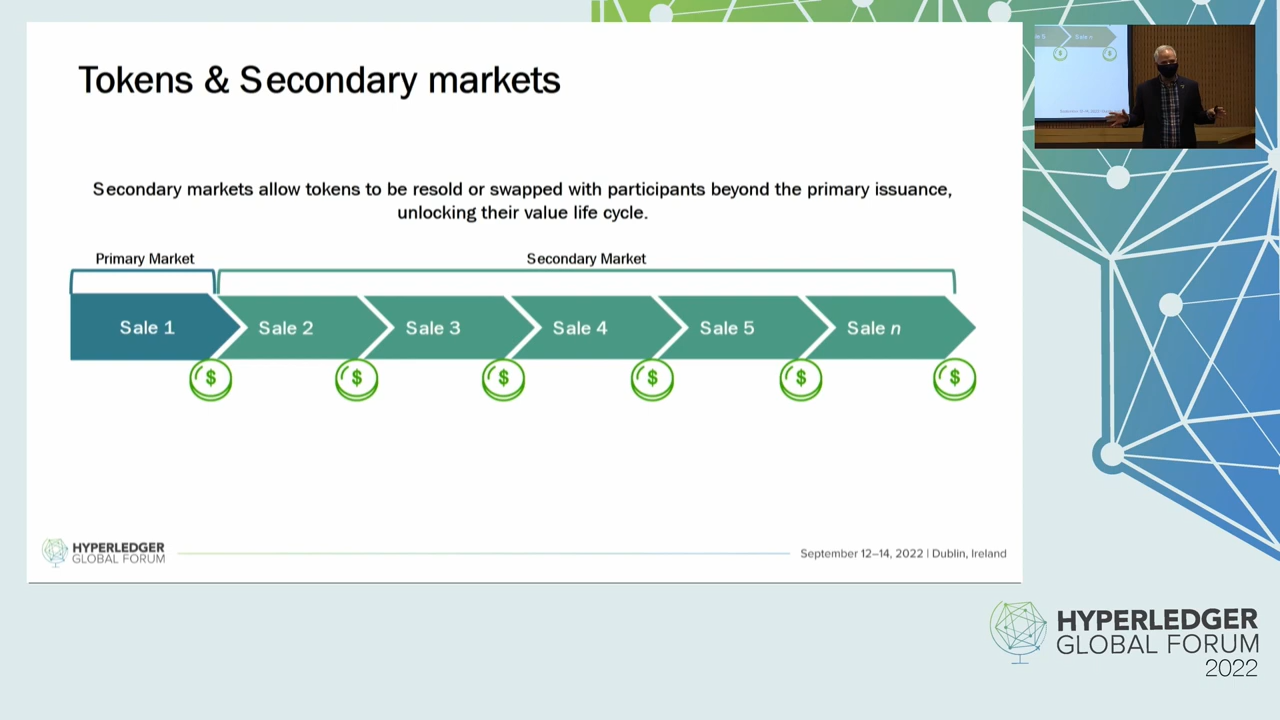 Tokens & Secondary markets
Secondary markets allow tokens to be resold or swapped with participants beyond the primary issuance,
unlocking their value life cycle.
Primary Market
Secondary Market
Sale 1
Sale 2
Sale 3
Sale 4
Sale 5
Sale n
$
$
$
$
$
$
HYPERLEDGER
GLOBAL FORUM
September 12–14, 2022 | Dublin, Ireland
HYPERLEDGER
GLOBAL FORUM
2022